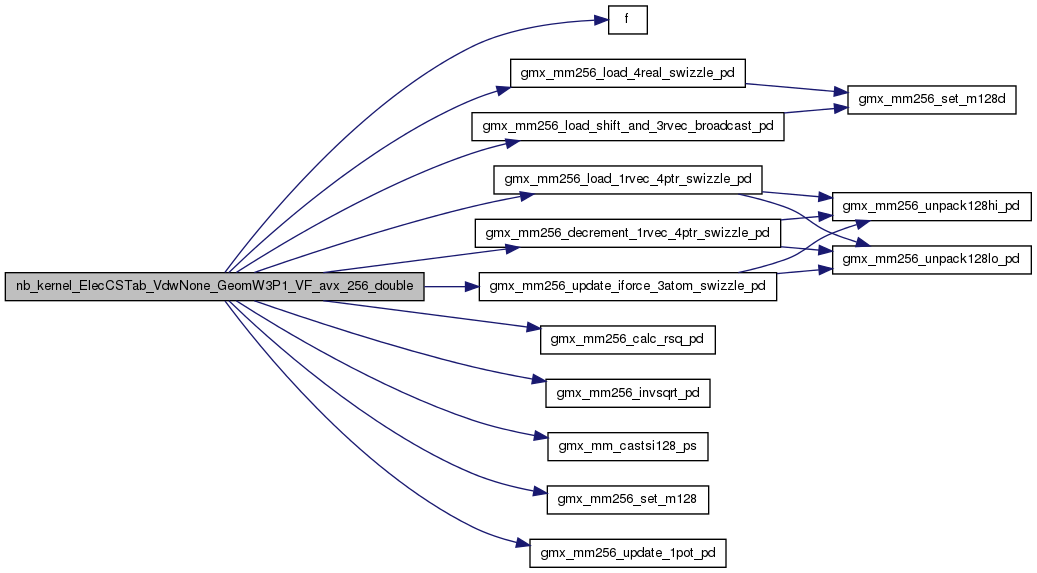 f
gmx_mm256_load_4real_swizzle_pd
gmx_mm256_set_m128d
gmx_mm256_load_shift_and_3rvec_broadcast_pd
gmx_mm256_load_1rvec_4ptr_swizzle_pd
gmx_mm256_unpack128hi_pd
gmx_mm256_decrement_1rvec_4ptr_swizzle_pd
gmx_mm256_unpack128lo_pd
nb_kernel_ElecCSTab_VdwNone_GeomW3P1_VF_avx_256_double
gmx_mm256_update_iforce_3atom_swizzle_pd
gmx_mm256_calc_rsq_pd
gmx_mm256_invsqrt_pd
gmx_mm_castsi128_ps
gmx_mm256_set_m128
gmx_mm256_update_1pot_pd